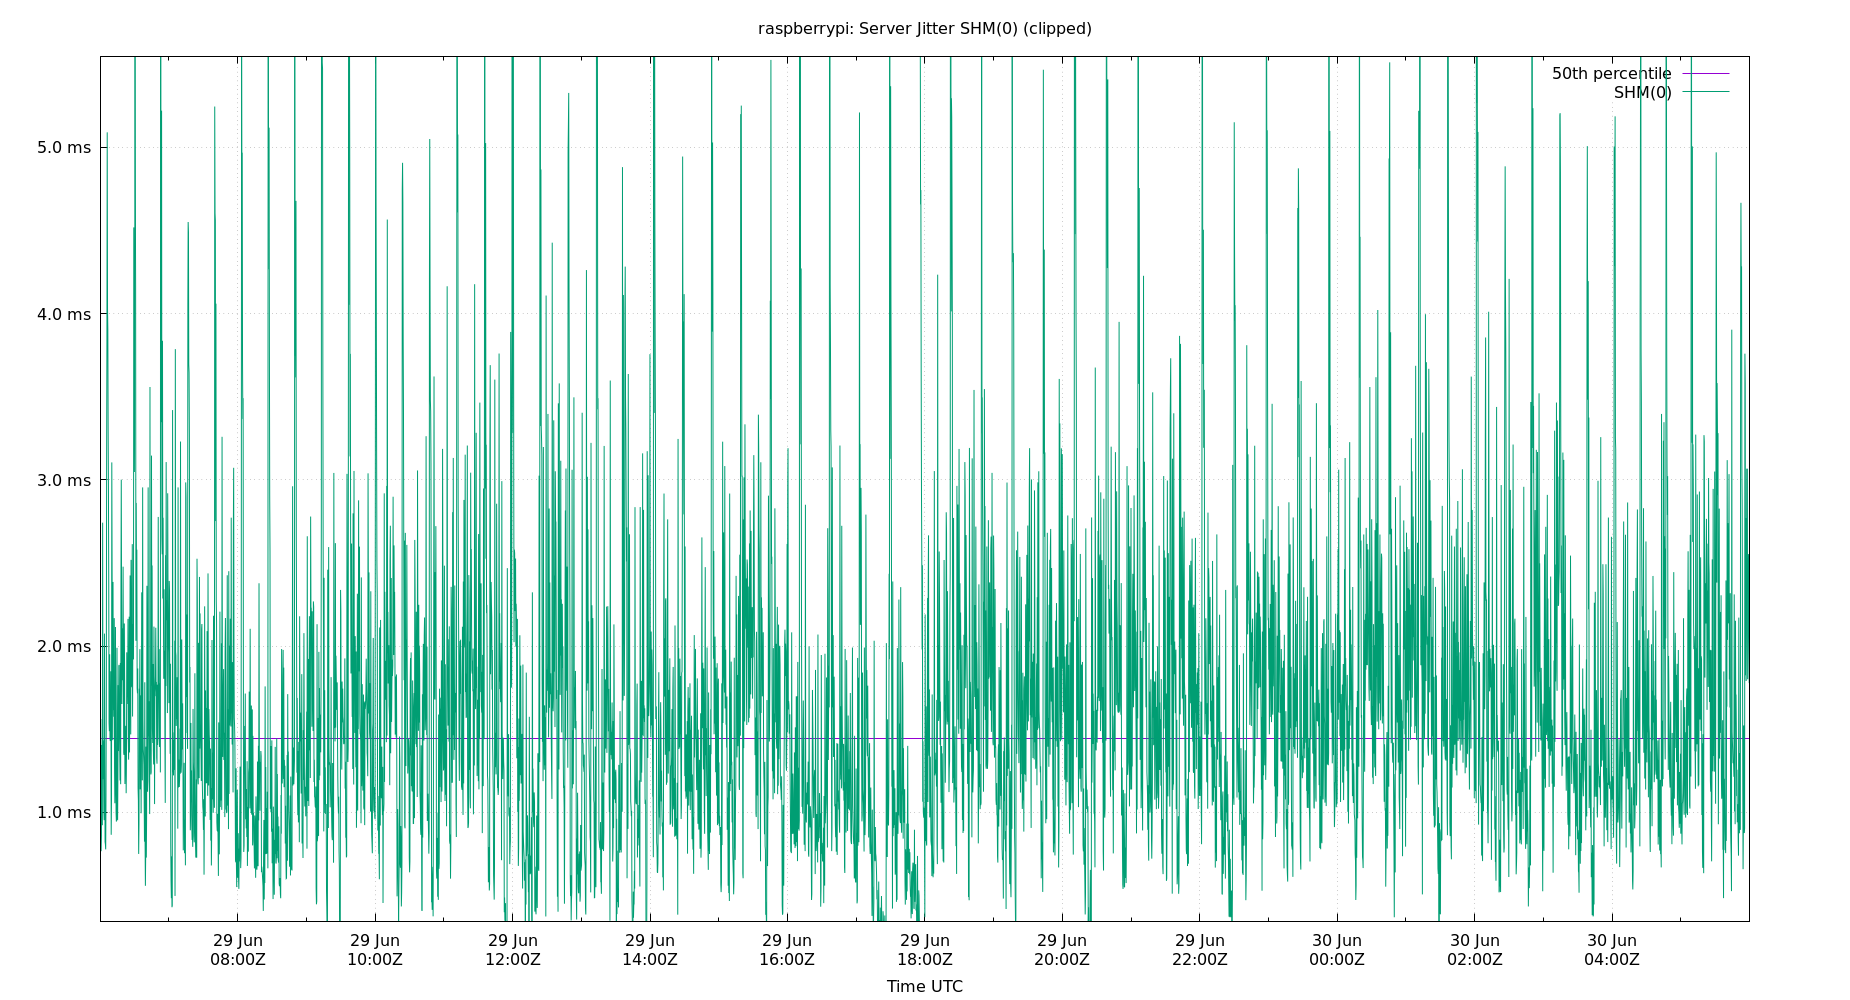 raspberrypi: Server Jitter SHM(0) (clipped)
50th percentile
SHM(0)
5.0 ms
4.0 ms
3.0 ms
2.0 ms
1.0 ms
29 Jun 29 Jun 29 Jun 29 Jun 29 Jun 29 Jun 29 Jun 29 Jun 30 Jun 30 Jun 30 Jun
08:00Z 10:00Z 12:00Z 14:00Z 16:00Z 18:00Z 20:00Z 22:00Z 00:00Z 02:00Z 04:00Z
Time UTC